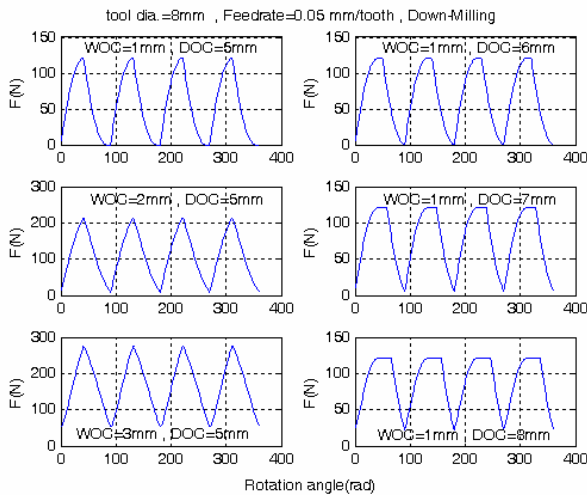 tool dia.=8mm , Feedrate=0.05 mm/tooth , Down-Milling
150
100
50
0
F(N)
WOC=1mm , DOC=5mm
0 100 200 300 400
150
100
50
0
F(N)
WOC=1mm , DOC=6mm
0 100 200 300 400
300
200
100
0
F(N)
WOC=2mm , DOC=5mm
0 100 200 300 400
150
100
50
0
F(N)
WOC=1mm , DOC=7mm
0 100 200 300 400
300
200
100
0
F(N)
WOC=3mm , DOC=5mm
0 100 200 300 400
150
100
50
0
F(N)
WOC=1mm , DOC=8mm
0 100 200 300 400
Rotation angle(rad)